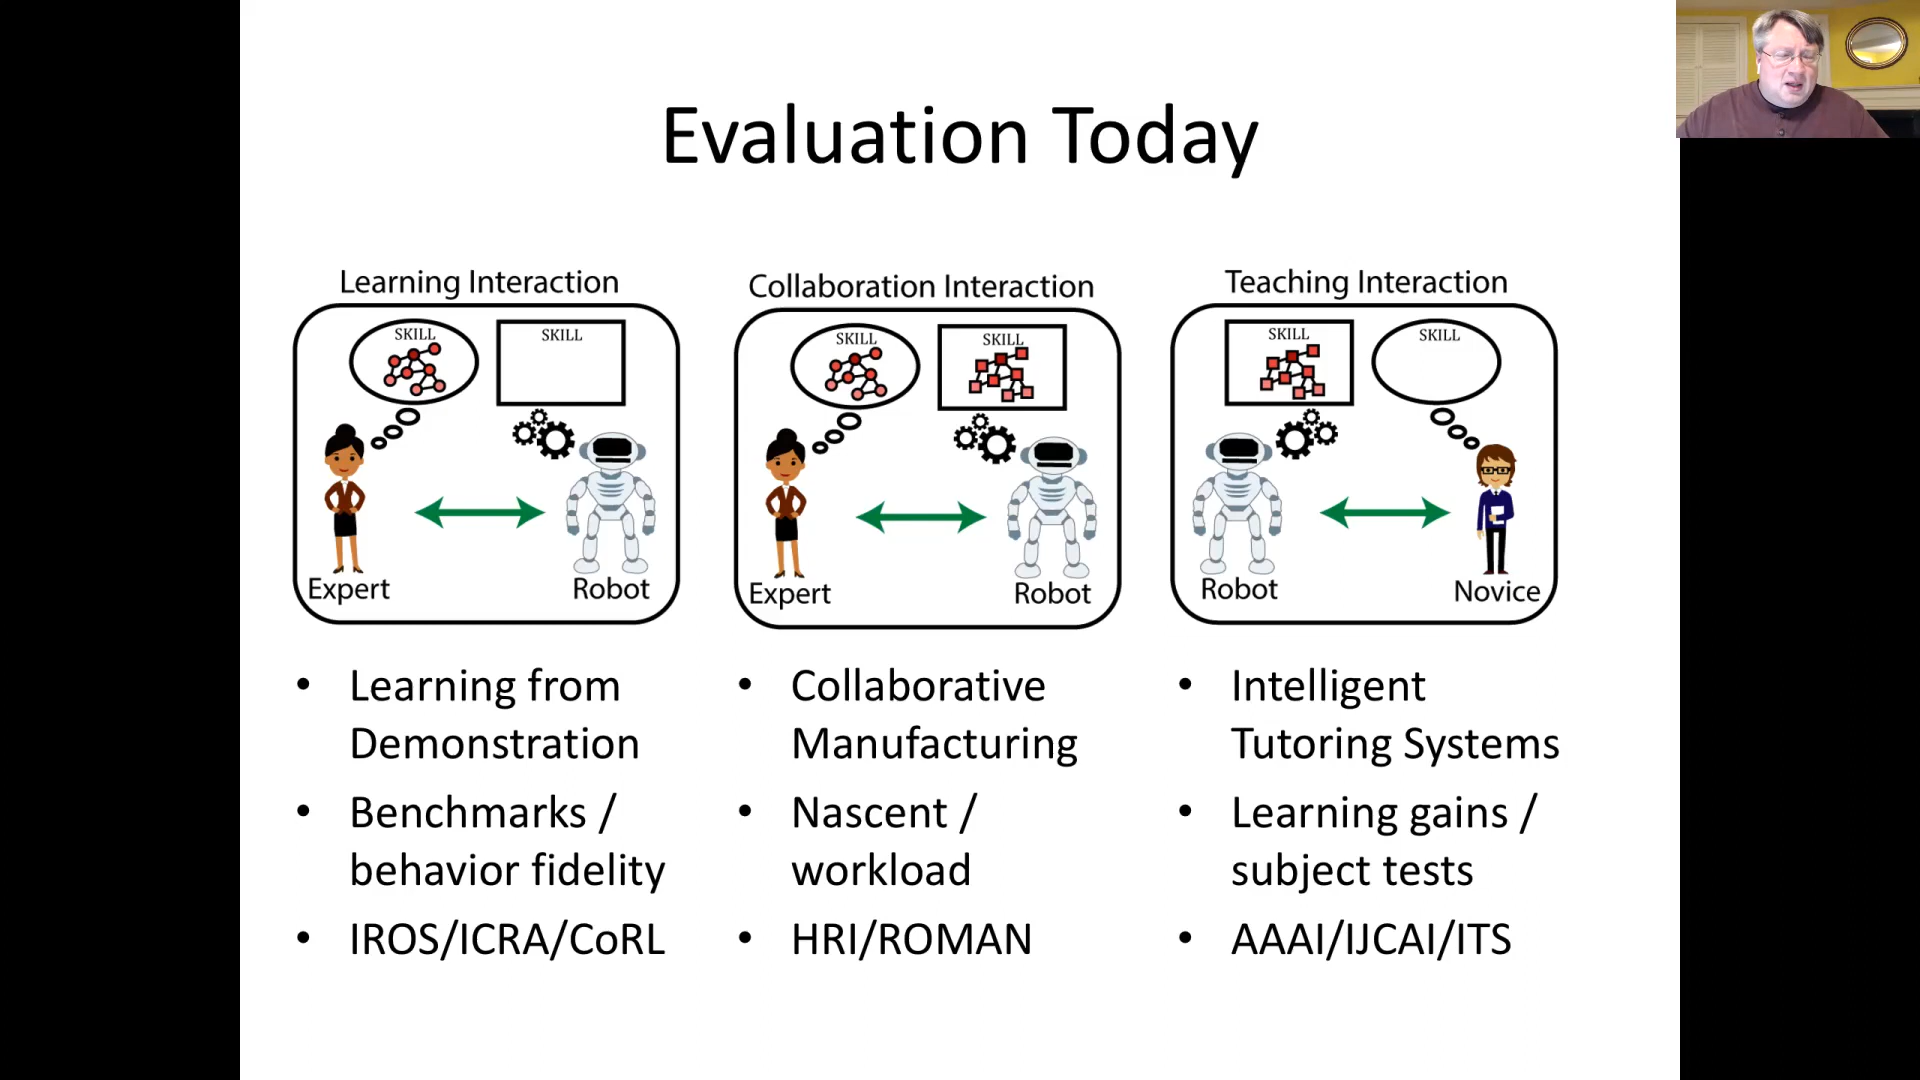 Evaluation Today
Learning Interaction
SKILL
SKILL
Expert
Robot
Collaboration Interaction
SKILL
SKILL
Expert
Robot
Teaching Interaction
SKILL
SKILL
Robot
Novice
• Learning from
Demonstration
• Benchmarks /
behavior fidelity
• IROS/ICRA/CoRL
• Collaborative
Manufacturing
• Nascent /
workload
• HRI/ROMAN
• Intelligent
Tutoring Systems
• Learning gains /
subject tests
• AAAI/IJCAI/ITS